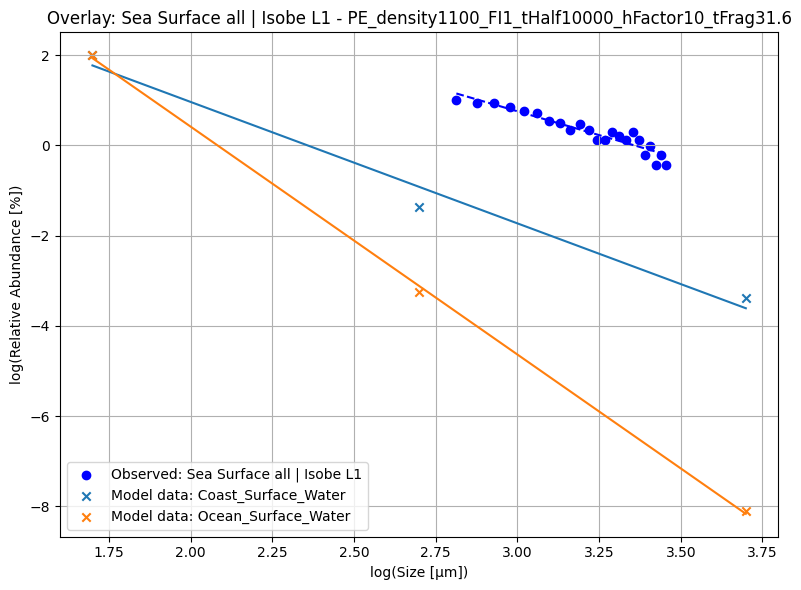 Overlay: Sea Surface all | Isobe L1 - PE_density1100_FI1_tHalf10000_hFactor10_tFrag31.6
log(Relative Abundance [%])
2
0
−2
−4
−6
−8
Observed: Sea Surface all | Isobe L1
Model data: Coast_Surface_Water
Model data: Ocean_Surface_Water
1.75
2.00
2.25
2.50
2.75
3.00
3.25
3.50
3.75
log(Size [μm])